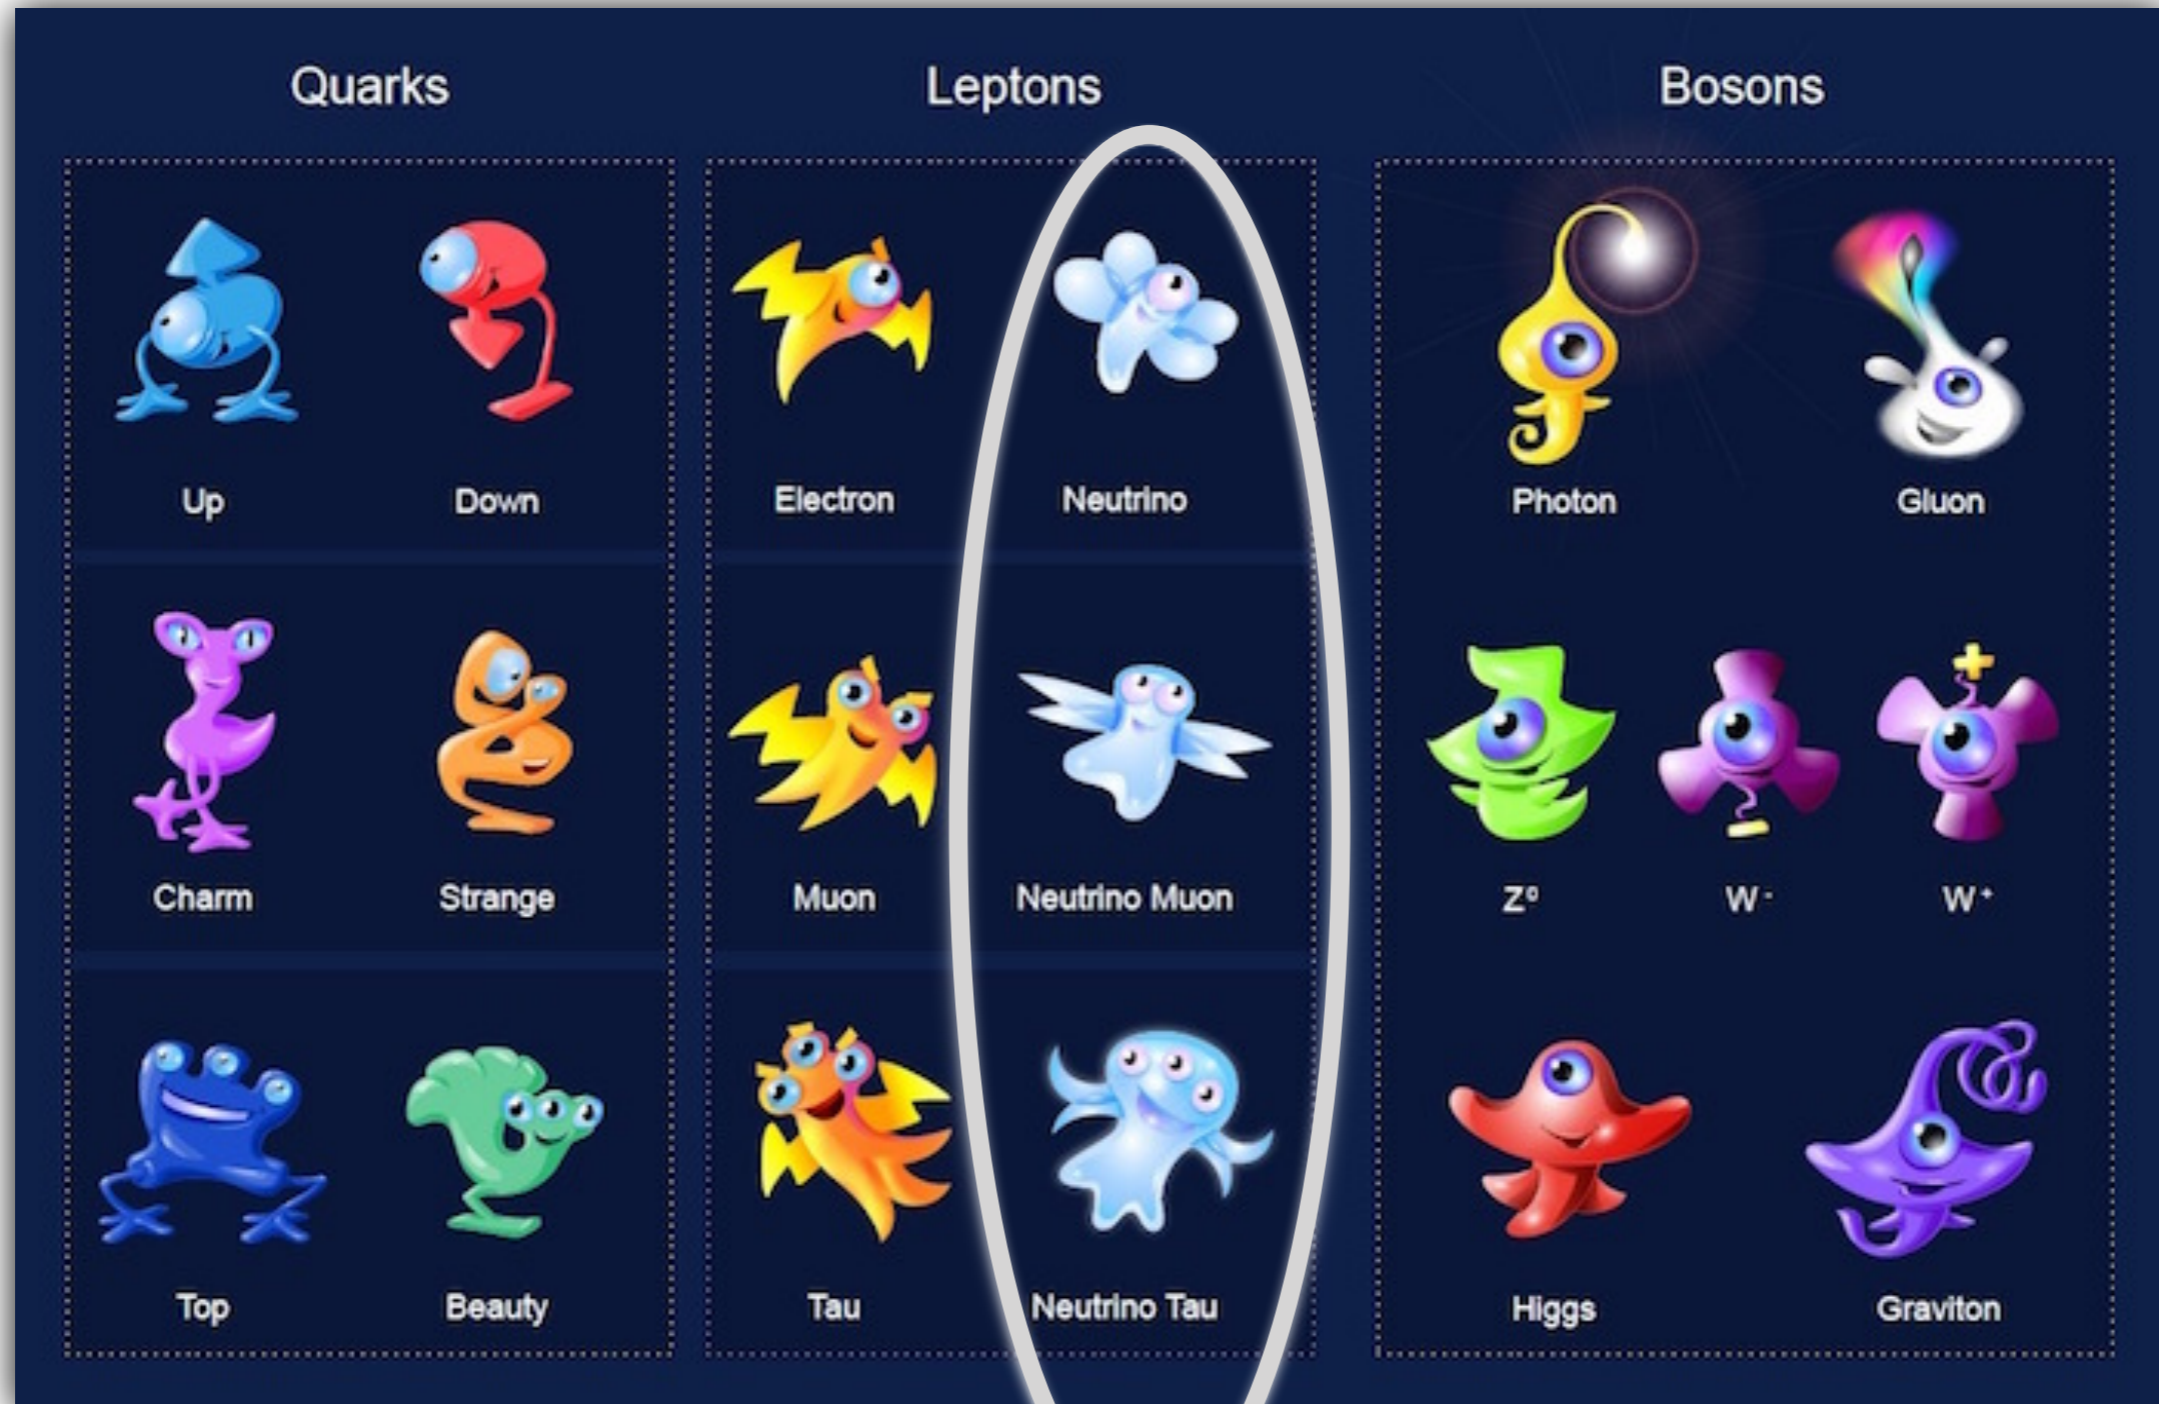 Quarks Leptons Bosons
Up Down Electron Neutrino Photon Gluon
Charm Strange Muon Neutrino Muon Z⁰ W⁻ W⁺
Top Beauty Tau Neutrino Tau Higgs Graviton